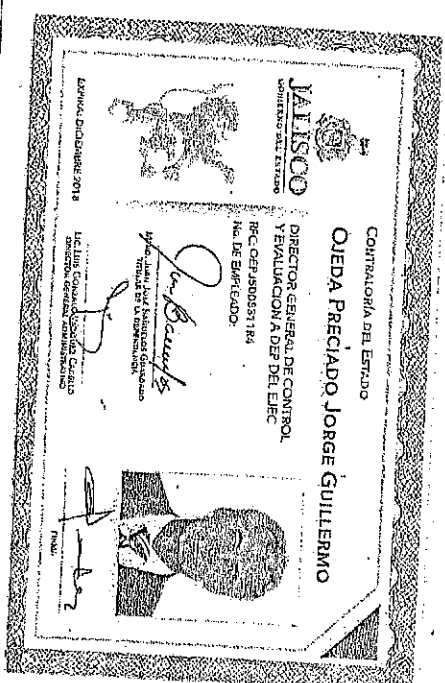 CONTRALORÍA DEL ESTADO
OJEDA PRECIADO JORGE GUILLERMO
JALISCO
GOBIERNO DEL ESTADO
DIRECTOR GENERAL DE CONTROL
Y EVALUACION A DEP DEL EJEC
No. DE EMPLEADO:
TITULAR DE LA DEPENDENCIA
DIRECTOR GENERAL ADMINISTRATIVO
FIRMA
EXPIRA: DICIEMBRE 2018